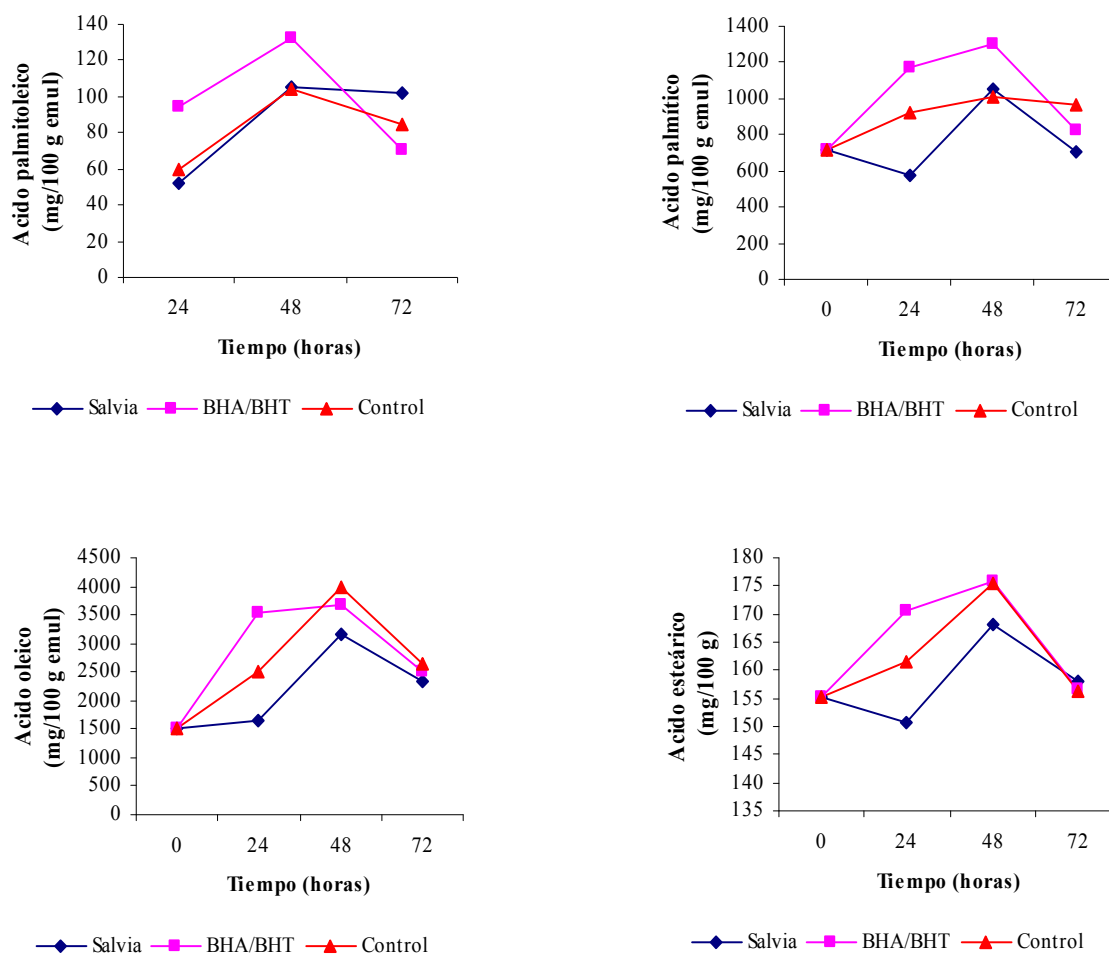 Acido palmitoleico
(mg/100 g emul)
140
120
100
80
60
40
20
0
24 48 72
Tiempo (horas)
Salvia BHA/BHT Control
Acido palmítico
(mg/100 g emul)
1400
1200
1000
800
600
400
200
0
0 24 48 72
Tiempo (horas)
Salvia BHA/BHT Control
Acido oleico
(mg/100 g emul)
4500
4000
3500
3000
2500
2000
1500
1000
500
0
0 24 48 72
Tiempo (horas)
Salvia BHA/BHT Control
Acido esteárico
(mg/100 g)
180
175
170
165
160
155
150
145
140
135
0 24 48 72
Tiempo (horas)
Salvia BHA/BHT Control